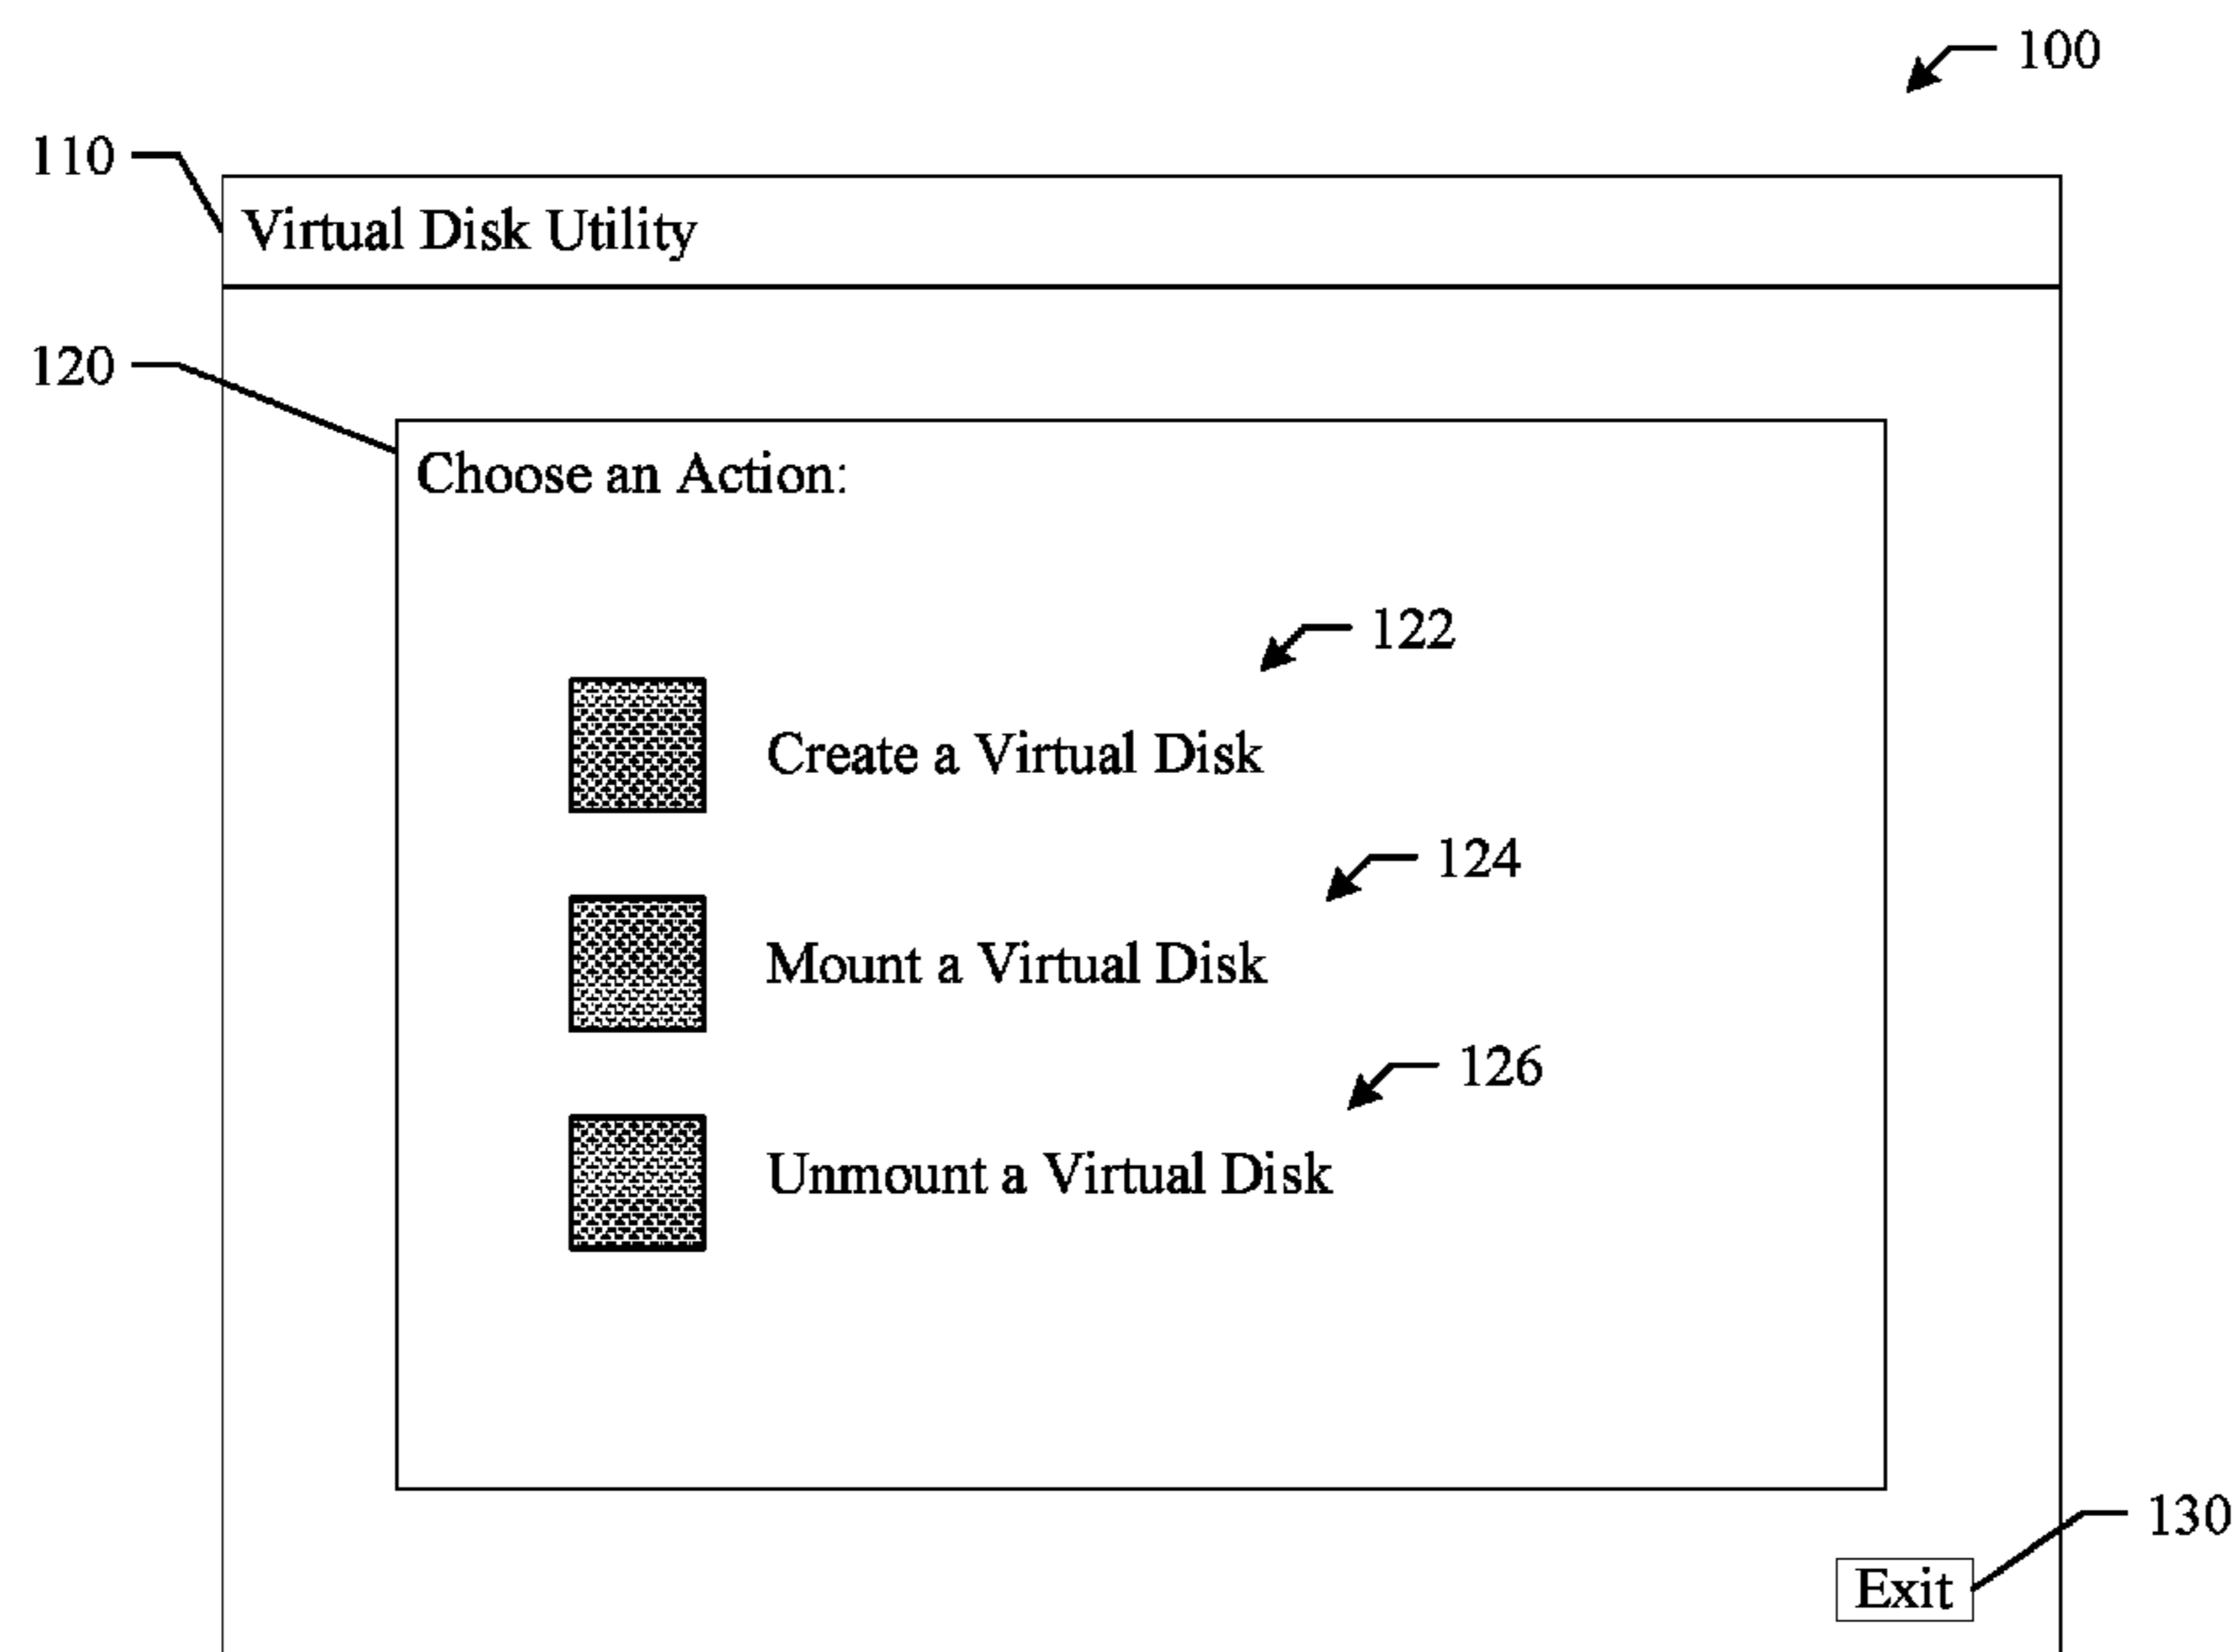 100
110
Virtual Disk Utility
120
Choose an Action:
122
Create a Virtual Disk
124
Mount a Virtual Disk
126
Unmount a Virtual Disk
130
Exit